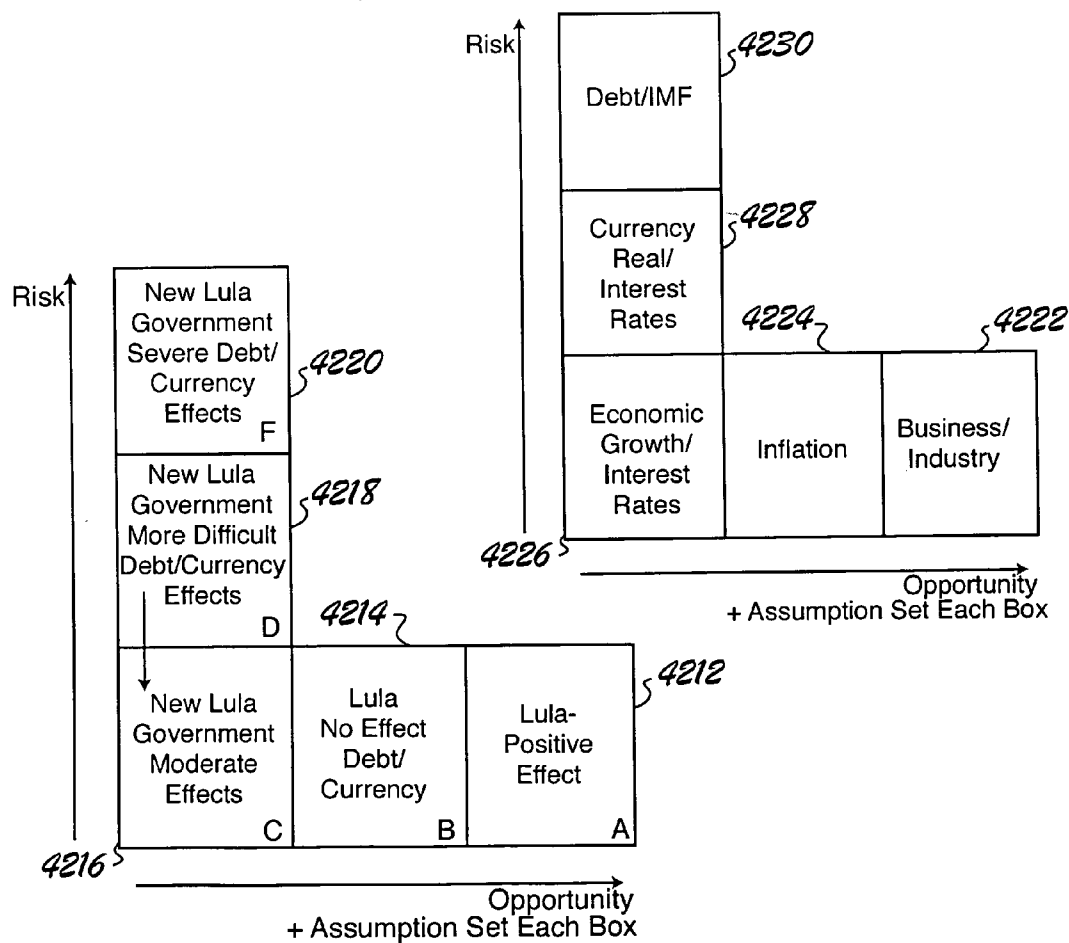 Risk
4230
Debt/IMF
4228
Currency
Real/
Interest
Rates
4224
4222
Economic
Growth/
Interest
Rates
Inflation
Business/
Industry
4226
Opportunity
+ Assumption Set Each Box
Risk
New Lula
Government
Severe Debt/
Currency
Effects
F
4220
New Lula
Government
More Difficult
Debt/Currency
Effects
D
4218
4214
4212
New Lula
Government
Moderate
Effects
C
Lula
No Effect
Debt/
Currency
B
Lula-
Positive
Effect
A
4216
Opportunity
+ Assumption Set Each Box